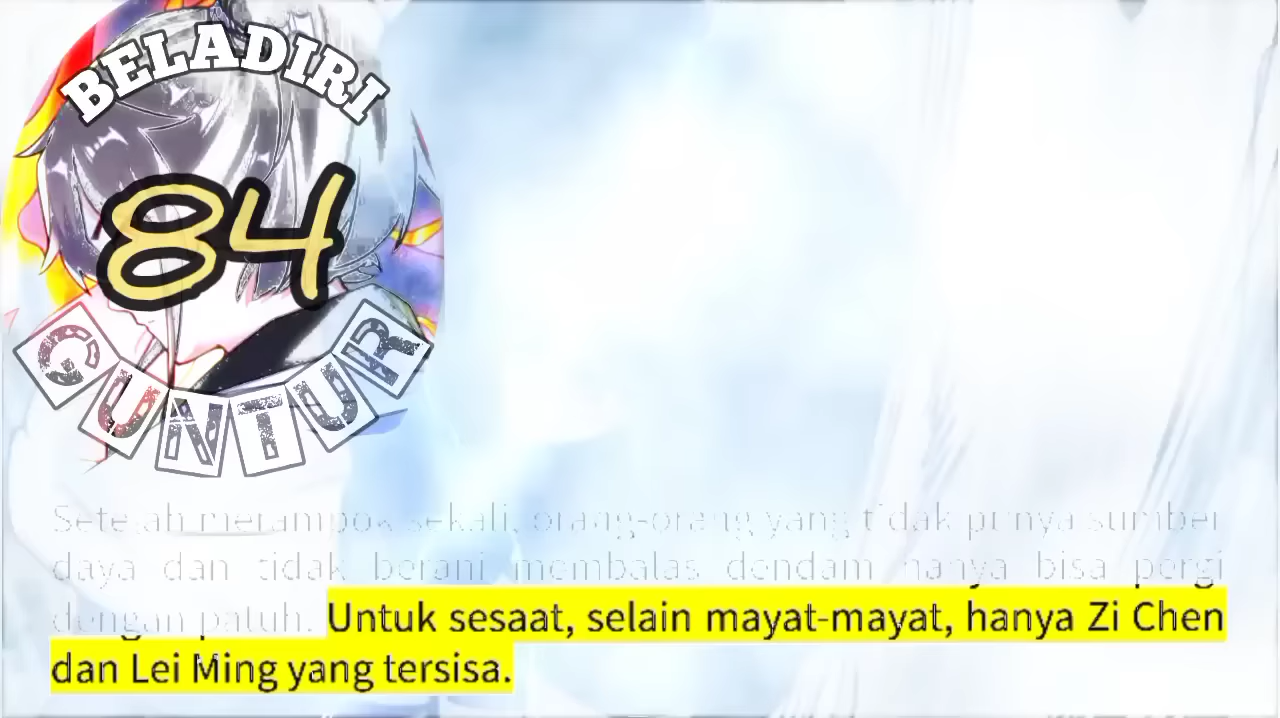 BELADIRI
84
GUNTUR
Setelah merampok sekali, orang-orang yang tidak punya sumber
daya dan tidak berani membalas dendam hanya bisa pergi
dengan patuh. Untuk sesaat, selain mayat-mayat, hanya Zi Chen
dan Lei Ming yang tersisa.